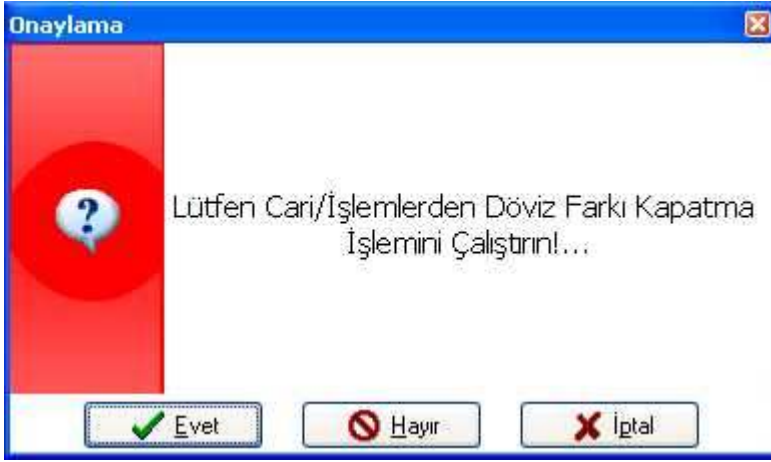 Onaylama
Lütfen Cari/İşlemlerden Döviz Farkı Kapatma
İşlemini Çalıştırın!...
Evet
Hayır
İptal